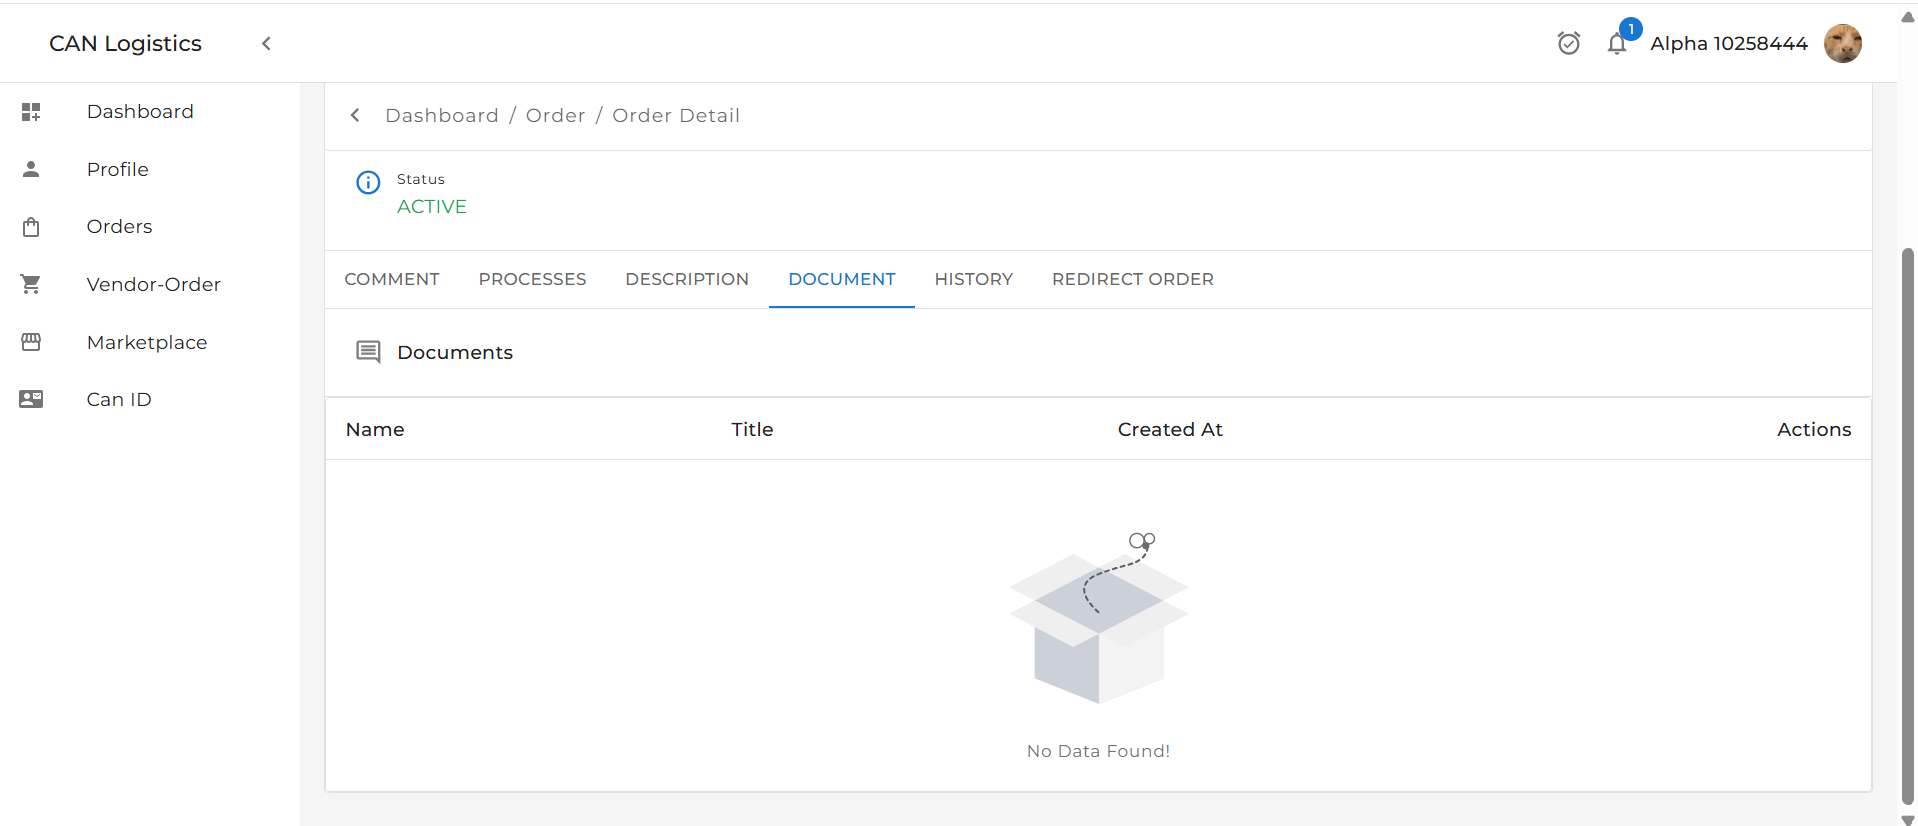 CAN Logistics
1
Alpha 10258444
Dashboard
Profile
Orders
Vendor-Order
Marketplace
Can ID
Dashboard / Order / Order Detail
Status
ACTIVE
COMMENT PROCESSES DESCRIPTION DOCUMENT HISTORY REDIRECT ORDER
Documents
Name Title Created At Actions
No Data Found!